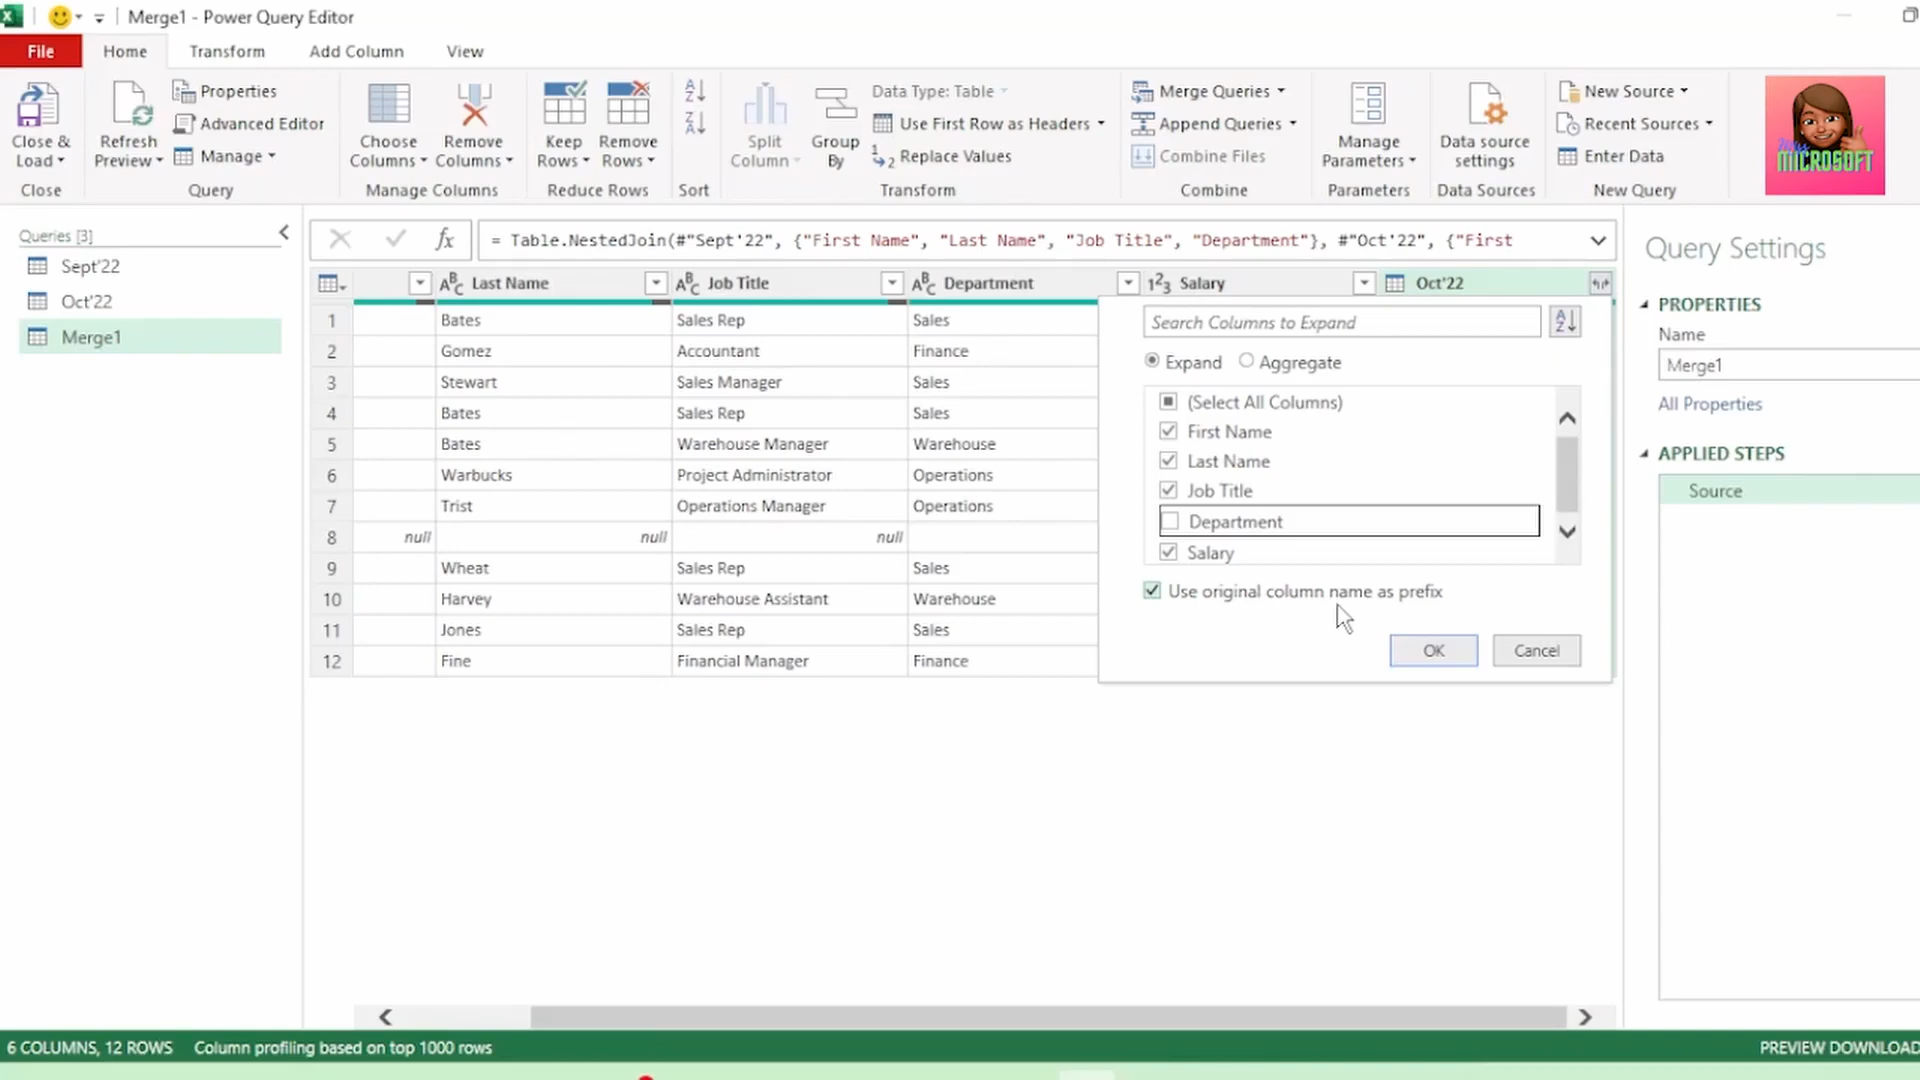 Merge1 - Power Query Editor
File
Home
Transform
Add Column
View
Close & Load
Refresh Preview
Properties
Advanced Editor
Manage
Choose Columns
Remove Columns
Keep Rows
Remove Rows
Split Column
Group By
Data Type: Table
Use First Row as Headers
Replace Values
Merge Queries
Append Queries
Combine Files
Manage Parameters
Data source settings
New Source
Recent Sources
Enter Data
Miss
MICROSOFT
Close
Query
Manage Columns
Reduce Rows
Sort
Transform
Combine
Parameters
Data Sources
New Query
Queries [3]
Sept'22
Oct'22
Merge1
fx
= Table.NestedJoin(#"Sept'22", {"First Name", "Last Name", "Job Title", "Department"}, #"Oct'22", {"First
Last Name Job Title Department Salary Oct'22
1 Bates Sales Rep Sales
2 Gomez Accountant Finance
3 Stewart Sales Manager Sales
4 Bates Sales Rep Sales
5 Bates Warehouse Manager Warehouse
6 Warbucks Project Administrator Operations
7 Trist Operations Manager Operations
8 null null null
9 Wheat Sales Rep Sales
10 Harvey Warehouse Assistant Warehouse
11 Jones Sales Rep Sales
12 Fine Financial Manager Finance
Search Columns to Expand
Expand Aggregate
(Select All Columns)
First Name
Last Name
Job Title
Department
Salary
Use original column name as prefix
OK Cancel
Query Settings
PROPERTIES
Name
Merge1
All Properties
APPLIED STEPS
Source
6 COLUMNS, 12 ROWS Column profiling based on top 1000 rows
PREVIEW DOWNLOAD